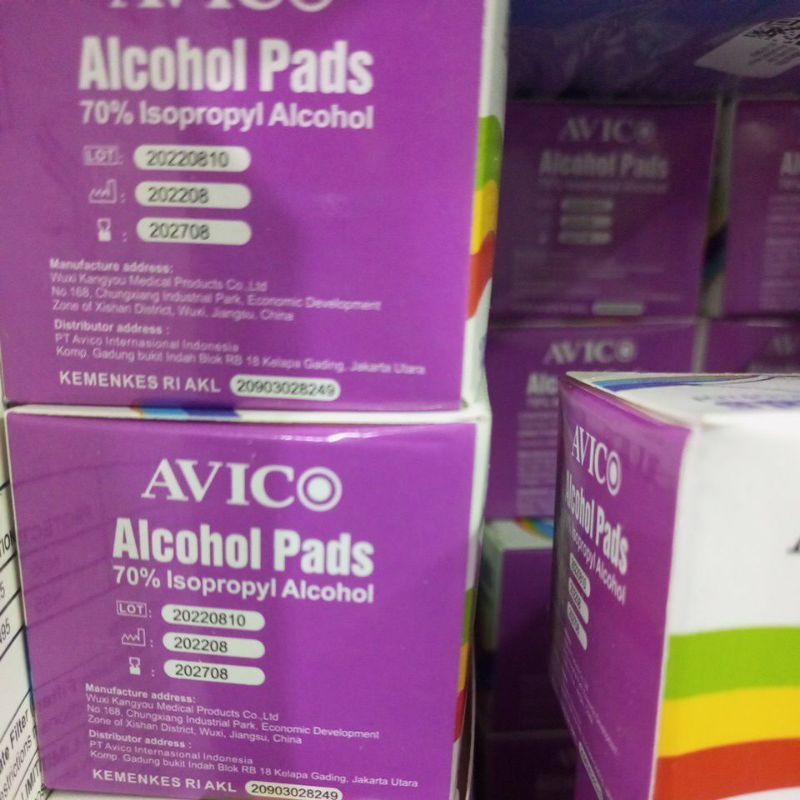 AVICO
Alcohol Pads
70% Isopropyl Alcohol
LOT: 20220810
: 202208
: 202708
Manufacture address:
Wuxi Kangyou Medical Products Co.,Ltd
No.168, Chungxiang Industrial Park, Economic Development
Zone of Xishan District, Wuxi, Jiangsu, China
Distributor address :
PT Avico Internasional Indonesia
Komp. Gadung bukit Indah Blok RB 18 Kelapa Gading, Jakarta Utara
KEMENKES RI AKL 20903028249
AVICO
Alcohol Pads
70% Isopropyl Alcohol
LOT: 20220810
: 202208
: 202708
Manufacture address:
Wuxi Kangyou Medical Products Co.,Ltd
No.168, Chungxiang Industrial Park, Economic Development
Zone of Xishan District, Wuxi, Jiangsu, China
Distributor address :
PT Avico Internasional Indonesia
Komp. Gadung bukit Indah Blok RB 18 Kelapa Gading, Jakarta Utara
KEMENKES RI AKL 20903028249
AVICO
Alcohol Pads
AVICO
AVICO
Alcohol Pads
Isopropyl Alcohol